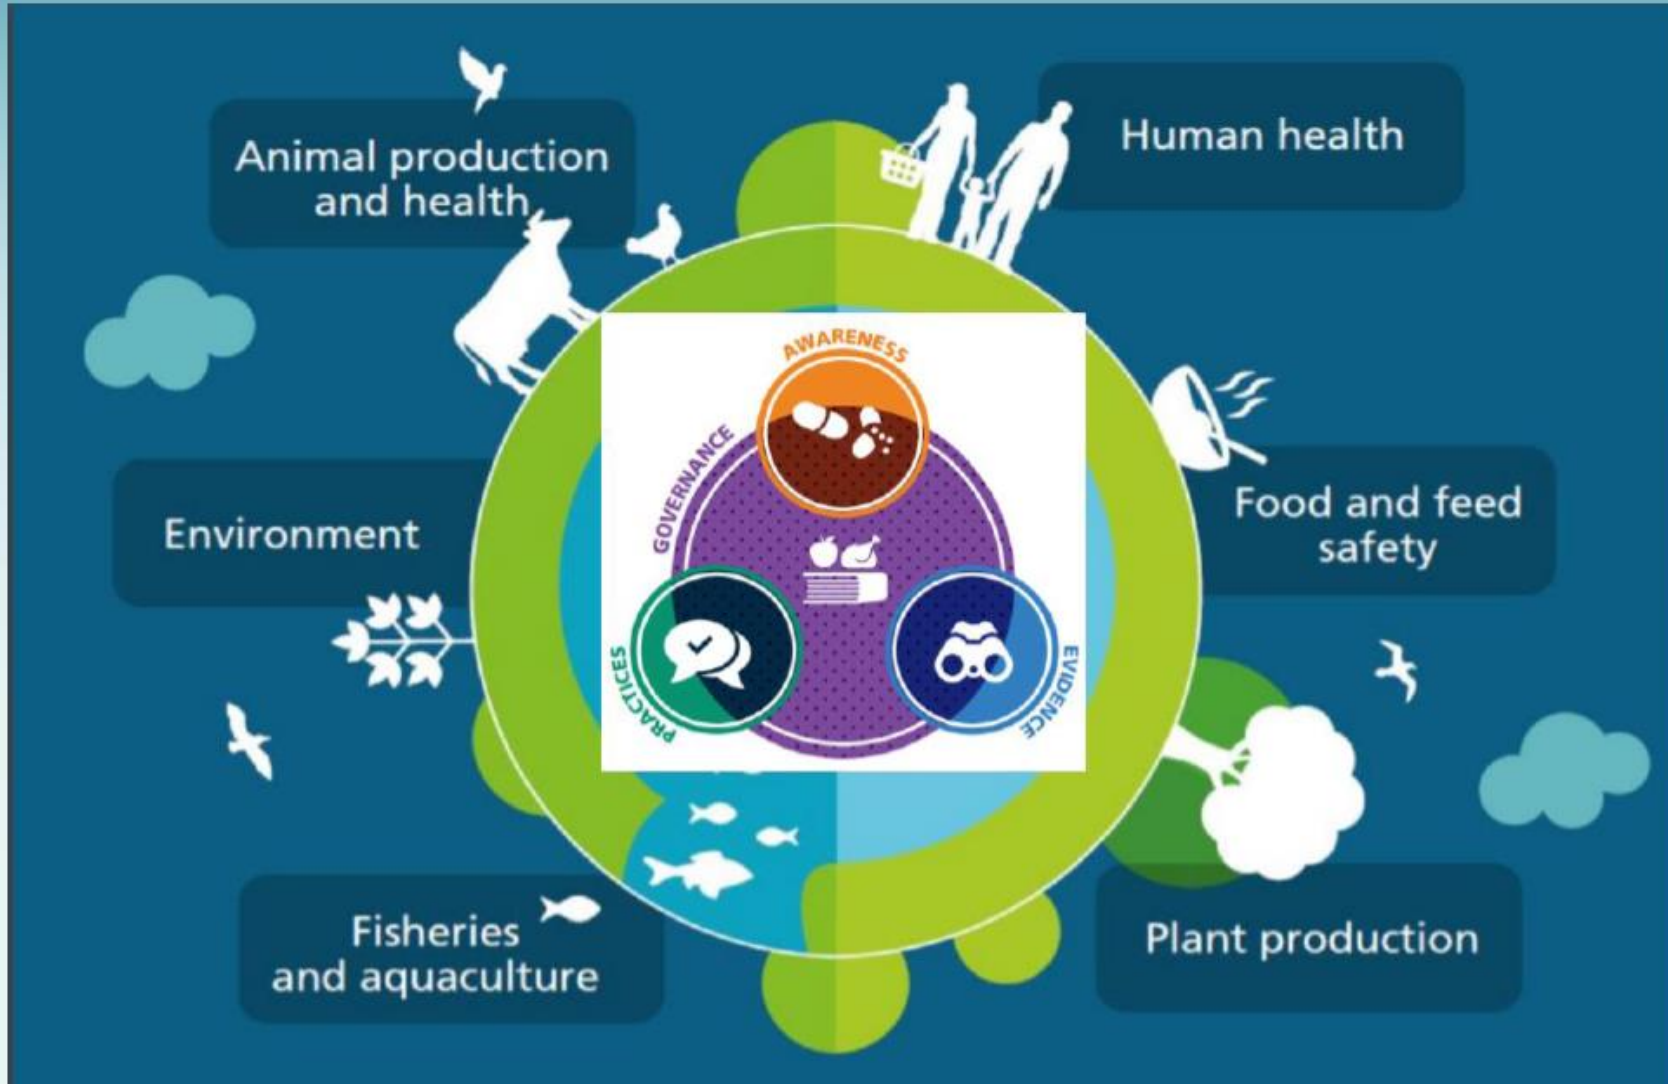 Animal production
and health
Human health
AWARENESS
GOVERNANCE
Environment
Food and feed
safety
PRACTICES
EVIDENCE
Fisheries
and aquaculture
Plant production